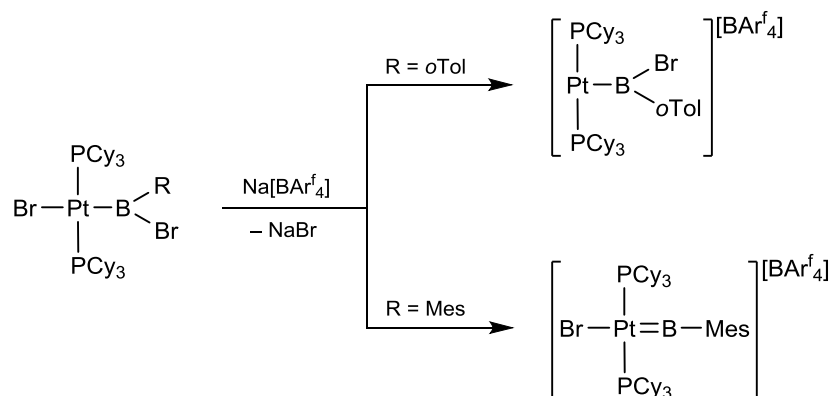 PCy3
Br Pt B R
Br
PCy3
Na[BArf4]
– NaBr
R = oTol
PCy3
Pt B Br
oTol
PCy3
[BArf4]
R = Mes
PCy3
Br Pt B Mes
PCy3
[BArf4]